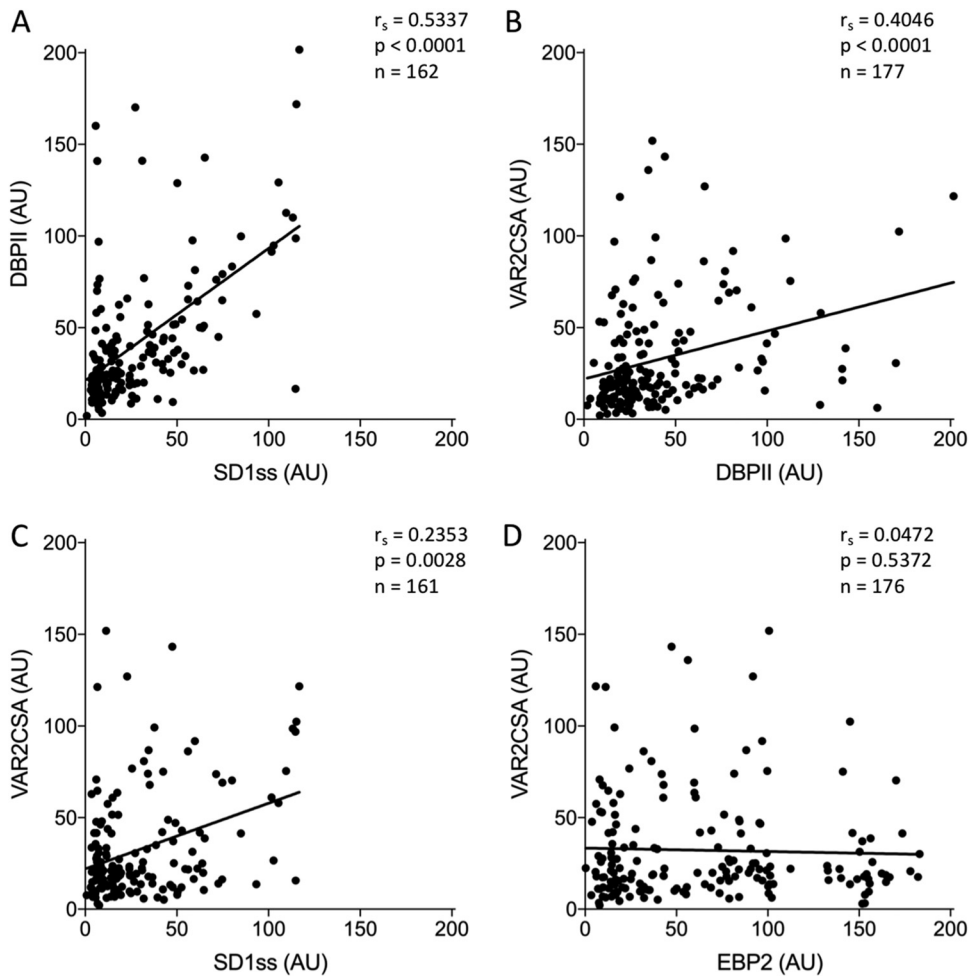 A
r_s = 0.5337
p < 0.0001
n = 162
DBPII (AU)
200
150
100
50
0
0 50 100 150 200
SD1ss (AU)
B
r_s = 0.4046
p < 0.0001
n = 177
VAR2CSA (AU)
200
150
100
50
0
0 50 100 150 200
DBPII (AU)
C
r_s = 0.2353
p = 0.0028
n = 161
VAR2CSA (AU)
200
150
100
50
0
0 50 100 150 200
SD1ss (AU)
D
r_s = 0.0472
p = 0.5372
n = 176
VAR2CSA (AU)
200
150
100
50
0
0 50 100 150 200
EBP2 (AU)